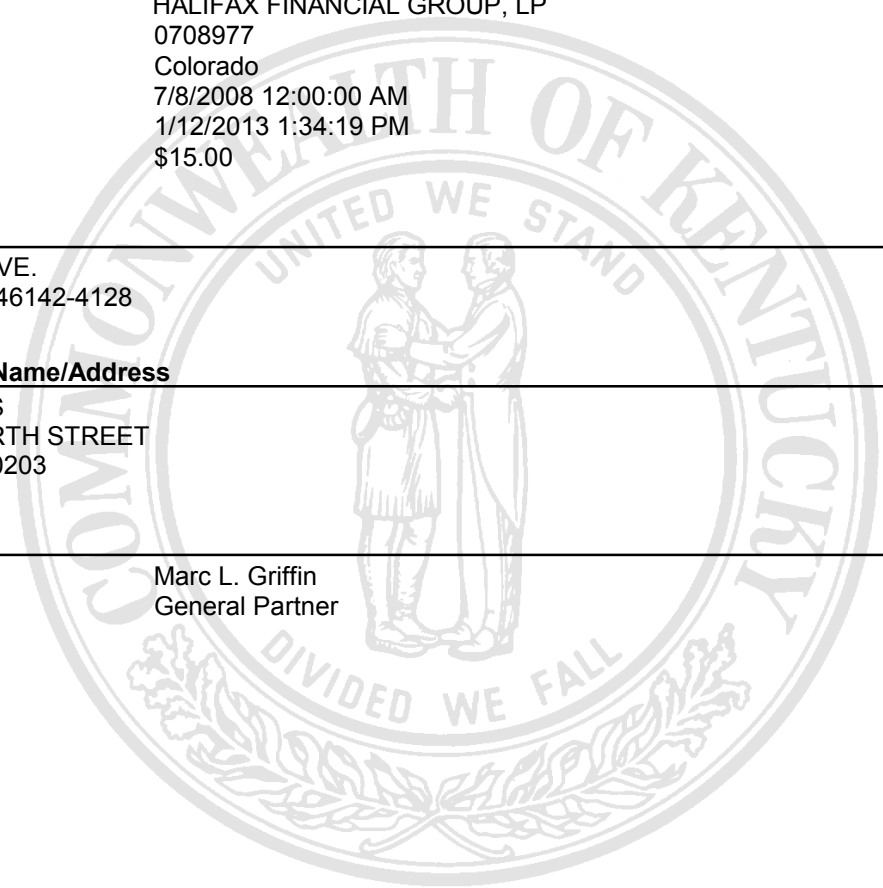 HALIFAX FINANCIAL GROUP, LP
0708977
Colorado
7/8/2008 12:00:00 AM
1/12/2013 1:34:19 PM
$15.00
VE.
46142-4128
Name/Address
S
RTH STREET
0203
Marc L. Griffin
General Partner
COMMONWEALTH OF KENTUCKY
UNITED WE STAND
DIVIDED WE FALL